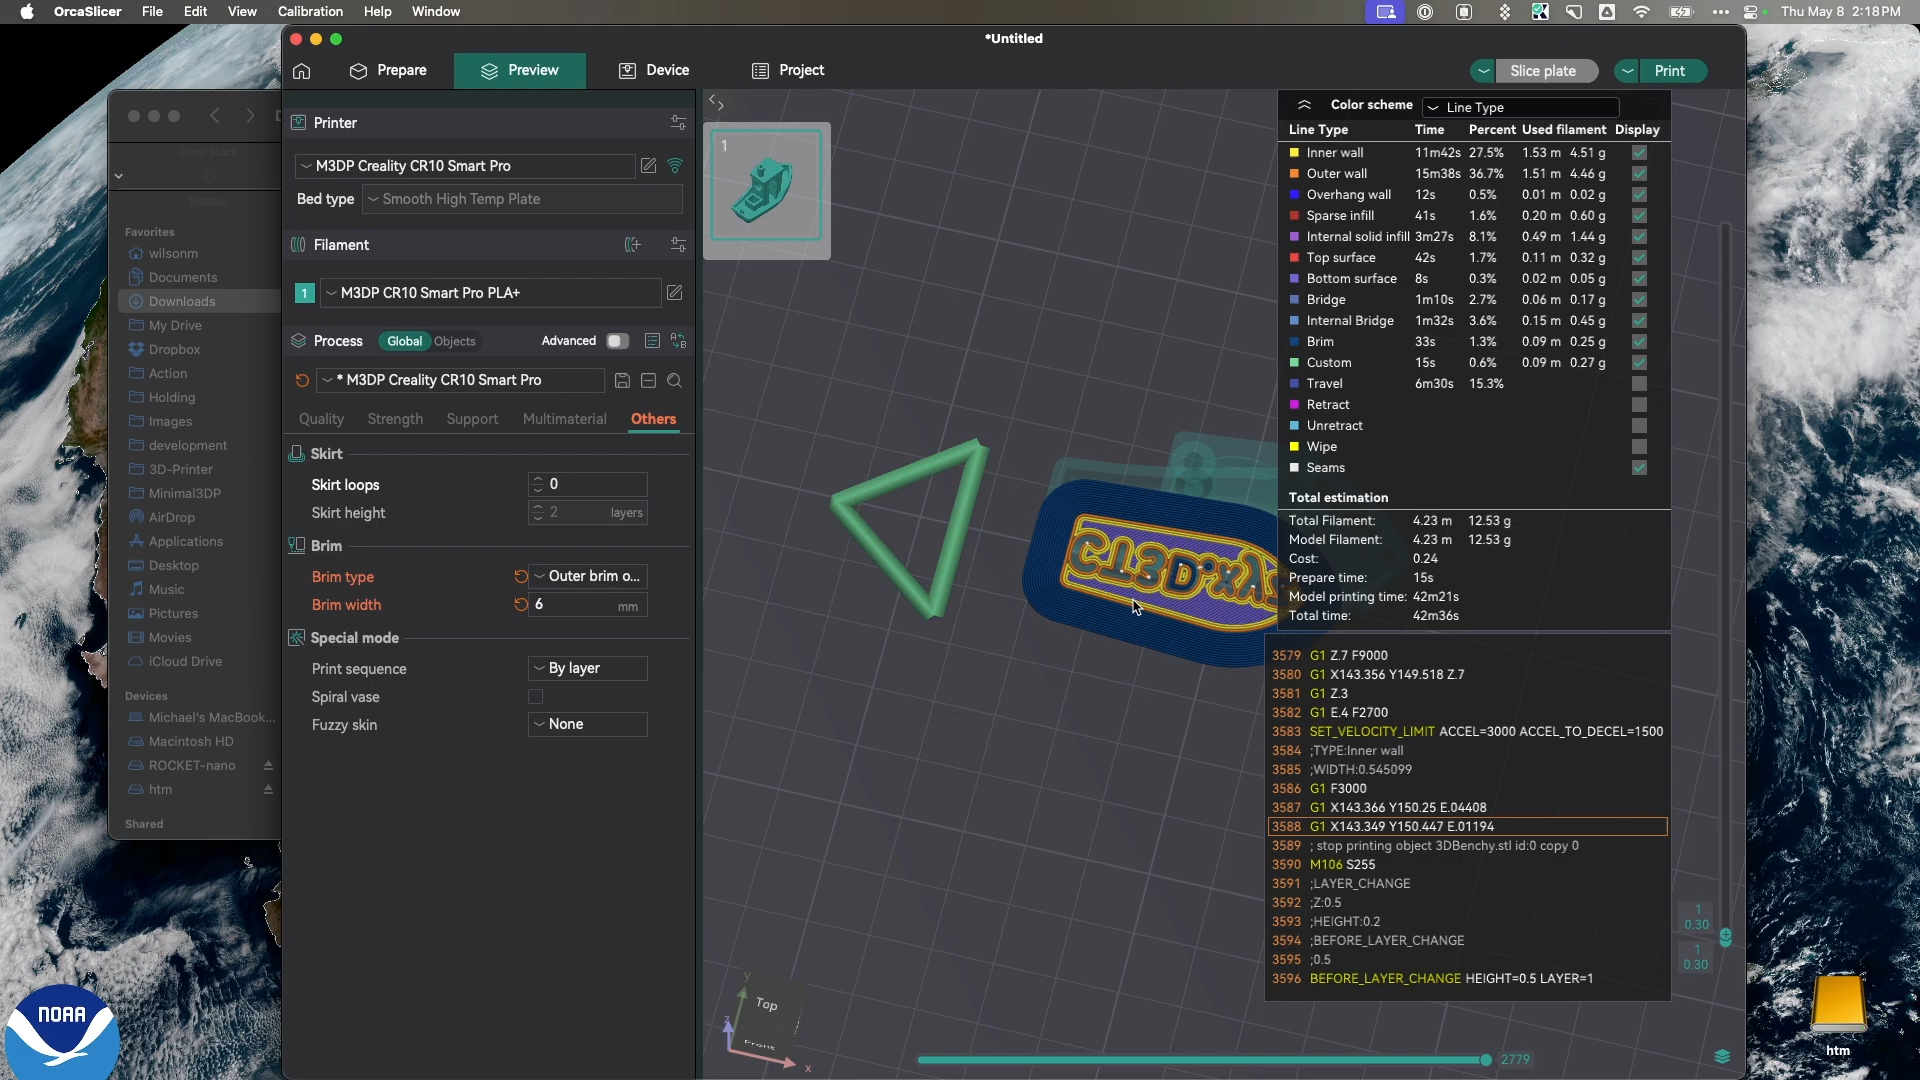 OrcaSlicer File Edit View Calibration Help Window Thu May 8 2:18 PM
*Untitled
Prepare Preview Device Project Slice plate Print
Printer
M3DP Creality CR10 Smart Pro
Bed type Smooth High Temp Plate
Filament
1 M3DP CR10 Smart Pro PLA+
Process Global Objects Advanced
* M3DP Creality CR10 Smart Pro
Quality Strength Support Multimaterial Others
Skirt
Skirt loops 0
Skirt height 2 layers
Brim
Brim type Outer brim o...
Brim width 6 mm
Special mode
Print sequence By layer
Spiral vase
Fuzzy skin None
Drop Stack
Sidebar
Favorites
wilsonm
Documents
Downloads
My Drive
Dropbox
Action
Holding
Images
development
3D-Printer
Minimal3DP
AirDrop
Applications
Desktop
Music
Pictures
Movies
iCloud Drive
Devices
Michael's MacBook...
Macintosh HD
ROCKET-nano
htm
Shared
NOAA
1
Color scheme Line Type
Line Type Time Percent Used filament Display
Inner wall 11m42s 27.5% 1.53 m 4.51 g
Outer wall 15m38s 36.7% 1.51 m 4.46 g
Overhang wall 12s 0.5% 0.01 m 0.02 g
Sparse infill 41s 1.6% 0.20 m 0.60 g
Internal solid infill 3m27s 8.1% 0.49 m 1.44 g
Top surface 42s 1.7% 0.11 m 0.32 g
Bottom surface 8s 0.3% 0.02 m 0.05 g
Bridge 1m10s 2.7% 0.06 m 0.17 g
Internal Bridge 1m32s 3.6% 0.15 m 0.45 g
Brim 33s 1.3% 0.09 m 0.25 g
Custom 15s 0.6% 0.09 m 0.27 g
Travel 6m30s 15.3%
Retract
Unretract
Wipe
Seams
Total estimation
Total Filament: 4.23 m 12.53 g
Model Filament: 4.23 m 12.53 g
Cost: 0.24
Prepare time: 15s
Model printing time: 42m21s
Total time: 42m36s
3579 G1 Z.7 F9000
3580 G1 X143.356 Y149.518 Z.7
3581 G1 Z.3
3582 G1 E.4 F2700
3583 SET_VELOCITY_LIMIT ACCEL=3000 ACCEL_TO_DECEL=1500
3584 ;TYPE:Inner wall
3585 ;WIDTH:0.545099
3586 G1 F3000
3587 G1 X143.366 Y150.25 E.04408
3588 G1 X143.349 Y150.447 E.01194
3589 ; stop printing object 3DBenchy.stl id:0 copy 0
3590 M106 S255
3591 ;LAYER_CHANGE
3592 ;Z:0.5
3593 ;HEIGHT:0.2
3594 ;BEFORE_LAYER_CHANGE
3595 ;0.5
3596 BEFORE_LAYER_CHANGE HEIGHT=0.5 LAYER=1
1
0.30
1
0.30
Top
Front
y
z
x
2779
htm